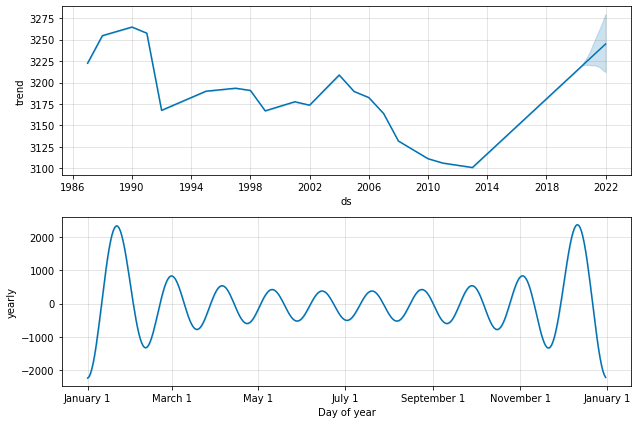 3275
3250
3225
3200
3175
3150
3125
3100
trend
1986 1990 1994 1998 2002 2006 2010 2014 2018 2022
ds
2000
1000
0
−1000
−2000
yearly
January 1 March 1 May 1 July 1 September 1 November 1 January 1
Day of year